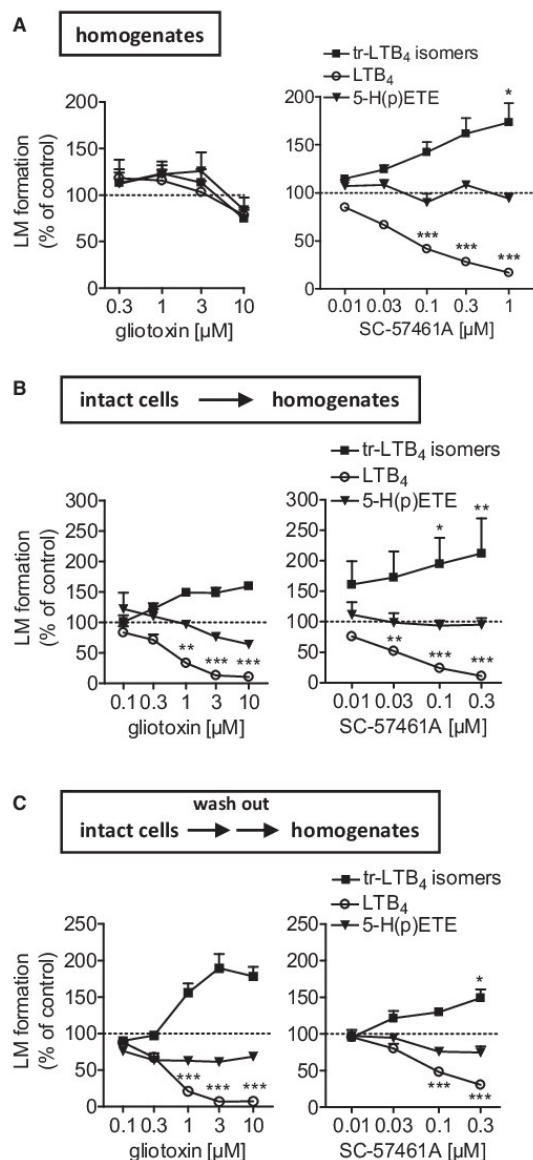 A
homogenates
tr-LTB4 isomers
LTB4
5-H(p)ETE
LM formation
(% of control)
200
150
100
50
0
0.3 1 3 10
gliotoxin [µM]
200
150
100
50
0
*
*** *** ***
0.01 0.03 0.1 0.3 1
SC-57461A [µM]
B
intact cells homogenates
tr-LTB4 isomers
LTB4
5-H(p)ETE
LM formation
(% of control)
300
250
200
150
100
50
0
** *** ***
0.1 0.3 1 3 10
gliotoxin [µM]
300
250
200
150
100
50
0
* **
** *** ***
0.01 0.03 0.1 0.3
SC-57461A [µM]
C
wash out
intact cells homogenates
tr-LTB4 isomers
LTB4
5-H(p)ETE
LM formation
(% of control)
250
200
150
100
50
0
*** *** ***
0.1 0.3 1 3 10
gliotoxin [µM]
250
200
150
100
50
0
*
*** ***
0.01 0.03 0.1 0.3
SC-57461A [µM]